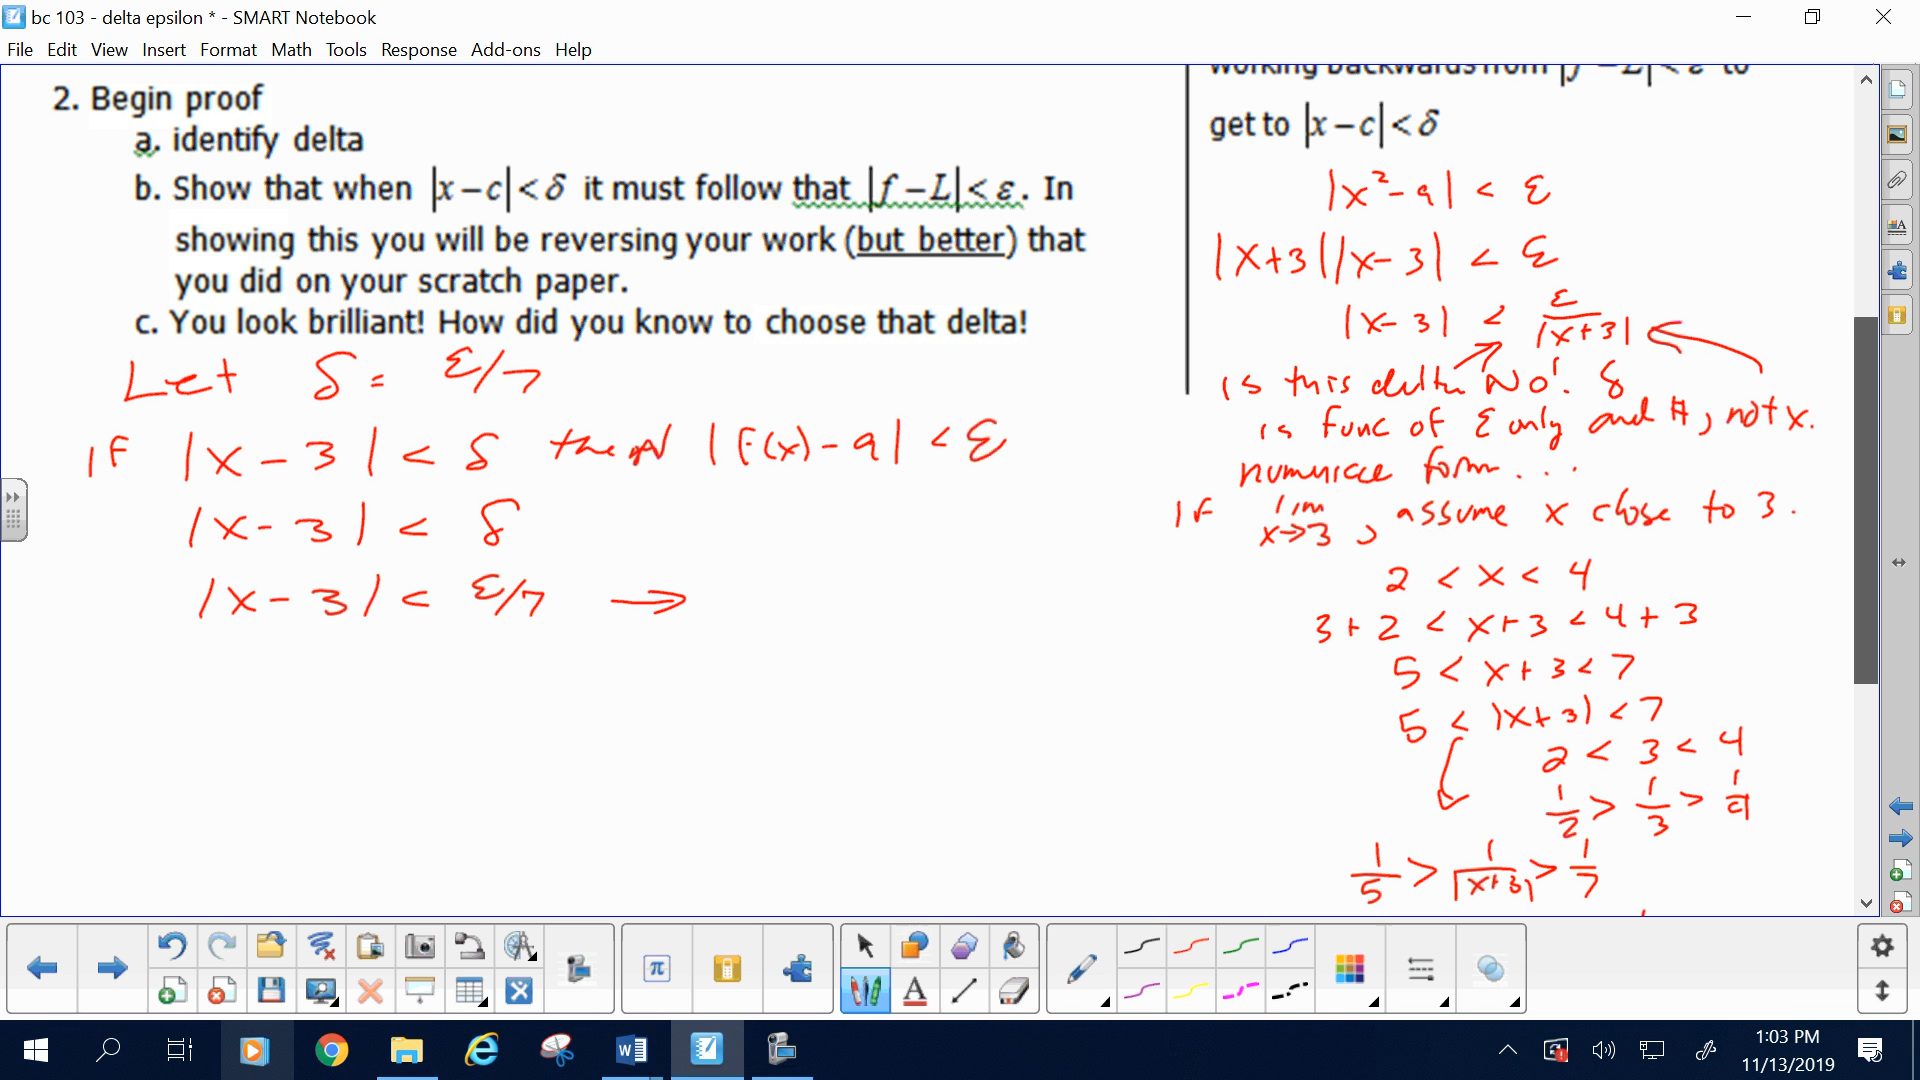 bc 103 - delta epsilon * - SMART Notebook
File Edit View Insert Format Math Tools Response Add-ons Help
2. Begin proof
a. identify delta
b. Show that when |x-c|<δ it must follow that |f-L|<ε. In
showing this you will be reversing your work (but better) that
you did on your scratch paper.
c. You look brilliant! How did you know to choose that delta!
Let δ = ε/7
IF |x-3| < δ then |F(x)-9| < ε
|x-3| < δ
|x-3| < ε/7 →
working backwards from |f-L|<ε to
get to |x-c|<δ
|x²-9| < ε
|x+3||x-3| < ε
|x-3| < ε/|x+3|
is this delta NO! δ
is func of ε only and #, not x.
form...
IF lim x→3, assume x close to 3.
2 < x < 4
3+2 < x+3 < 4+3
5 < x+3 < 7
5 < |x+3| < 7
2 < 3 < 4
1/2 > 1/3 > 1/4
1/5 > 1/|x+3| > 1/7
π
A
W
1:03 PM
11/13/2019